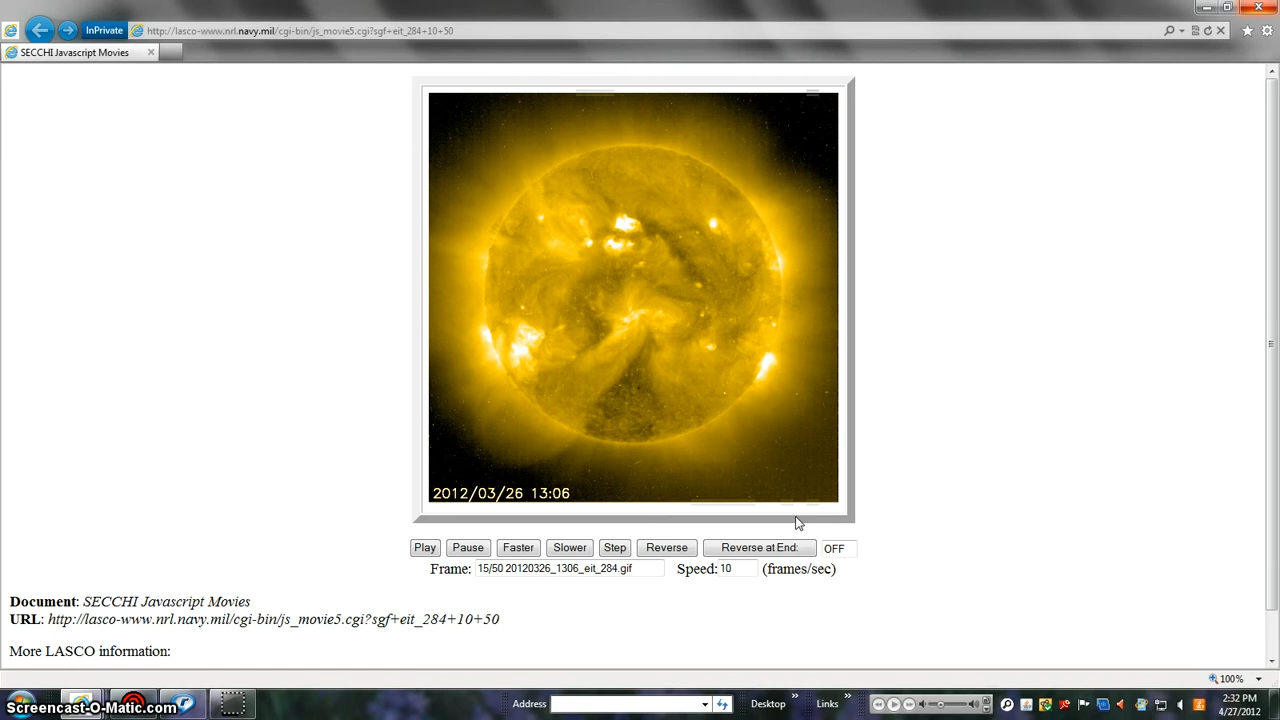 InPrivate
http://lasco-www.nrl.navy.mil/cgi-bin/js_movie5.cgi?sgf+eit_284+10+50
SECCHI Javascript Movies
2012/03/26 13:06
Play Pause Faster Slower Step Reverse Reverse at End: OFF
Frame: 15/50 20120326_1306_eit_284.gif Speed: 10 (frames/sec)
Document: SECCHI Javascript Movies
URL: http://lasco-www.nrl.navy.mil/cgi-bin/js_movie5.cgi?sgf+eit_284+10+50
More LASCO information:
100%
Address Desktop » Links » 2:32 PM
Screencast-O-Matic.com 4/27/2012